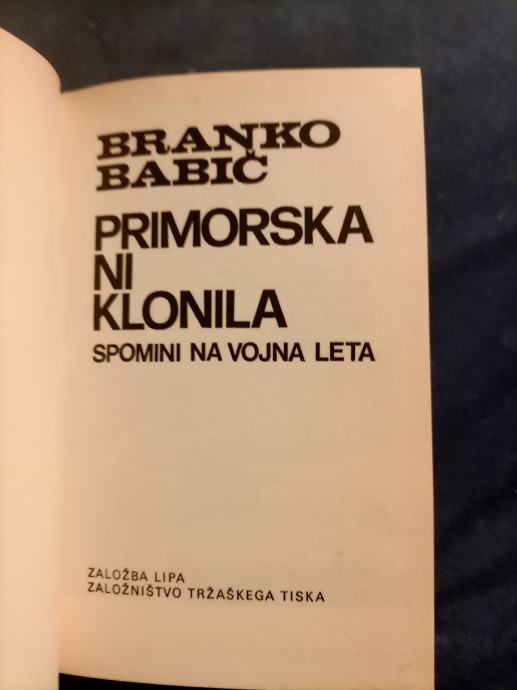 BRANKO
BABIČ
PRIMORSKA
NI
KLONILA
SPOMINI NA VOJNA LETA
ZALOŽBA LIPA
ZALOŽNIŠTVO TRŽAŠKEGA TISKA